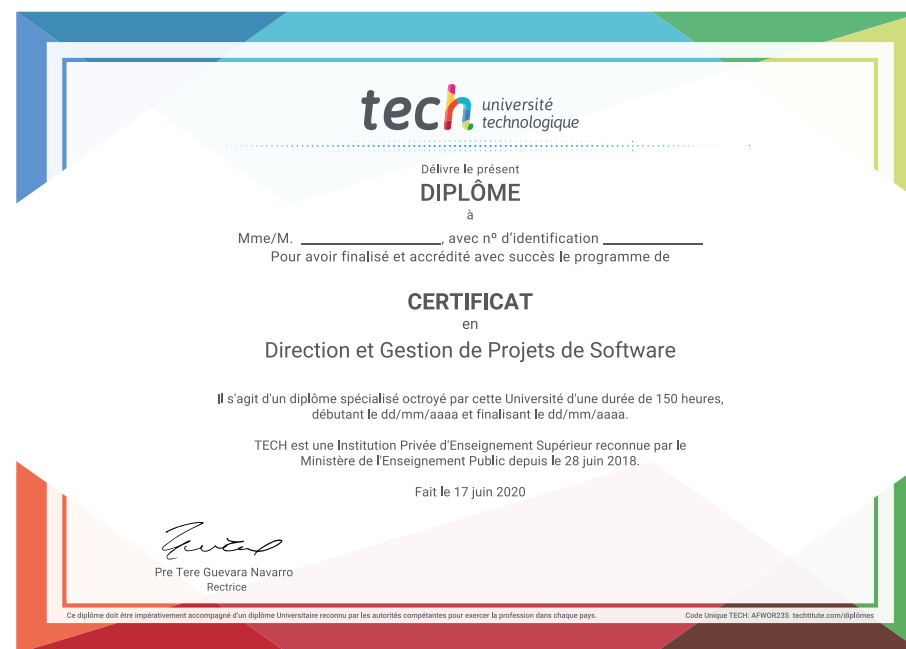 tech université
technologique
Délivre le présent
DIPLÔME
à
Mme/M. ____________________, avec nº d'identification ______________
Pour avoir finalisé et accrédité avec succès le programme de
CERTIFICAT
en
Direction et Gestion de Projets de Software
Il s'agit d'un diplôme spécialisé octroyé par cette Université d'une durée de 150 heures,
débutant le dd/mm/aaaa et finalisant le dd/mm/aaaa.
TECH est une Institution Privée d'Enseignement Supérieur reconnue par le
Ministère de l'Enseignement Public depuis le 28 juin 2018.
Fait le 17 juin 2020
Pre Tere Guevara Navarro
Rectrice
Ce diplôme doit être impérativement accompagné d'un diplôme Universitaire reconnu par les autorités compétantes pour exercer la profession dans chaque pays.
Code Unique TECH: AFWOR23S techtitute.com/diplômes